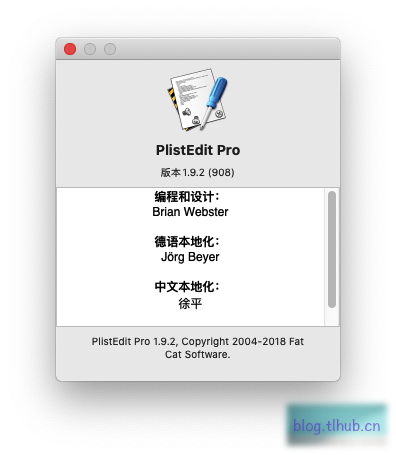 PlistEdit Pro
版本1.9.2 (908)
编程和设计：
Brian Webster
德语本地化：
Jörg Beyer
中文本地化：
徐平
PlistEdit Pro 1.9.2, Copyright 2004-2018 Fat
Cat Software.
blog.tlhub.cn